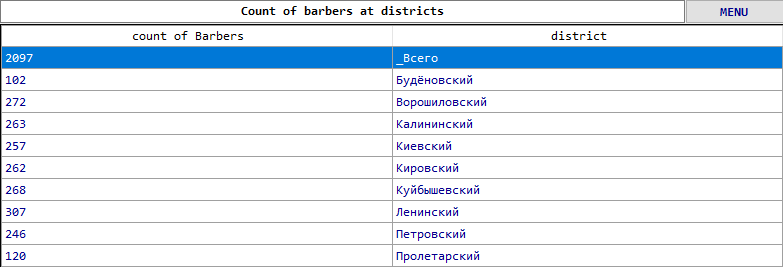 Count of barbers at districts MENU
count of Barbers district
2097 _Всего
102 Будёновский
272 Ворошиловский
263 Калининский
257 Киевский
262 Кировский
268 Куйбышевский
307 Ленинский
246 Петровский
120 Пролетарский